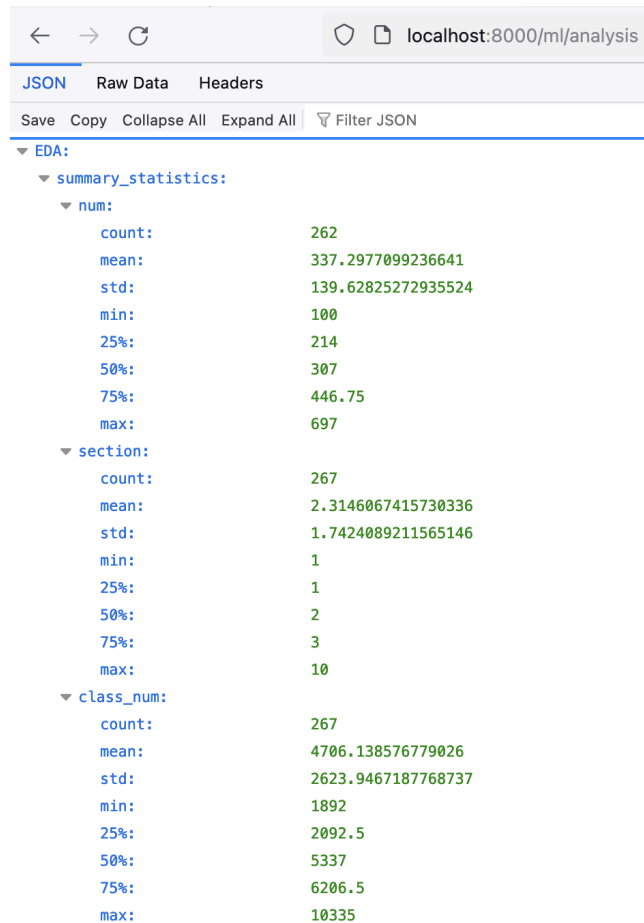 localhost:8000/ml/analysis
JSON Raw Data Headers
Save Copy Collapse All Expand All Filter JSON
EDA:
summary_statistics:
num:
count: 262
mean: 337.2977099236641
std: 139.62825272935524
min: 100
25%: 214
50%: 307
75%: 446.75
max: 697
section:
count: 267
mean: 2.3146067415730336
std: 1.7424089211565146
min: 1
25%: 1
50%: 2
75%: 3
max: 10
class_num:
count: 267
mean: 4706.138576779026
std: 2623.9467187768737
min: 1892
25%: 2092.5
50%: 5337
75%: 6206.5
max: 10335